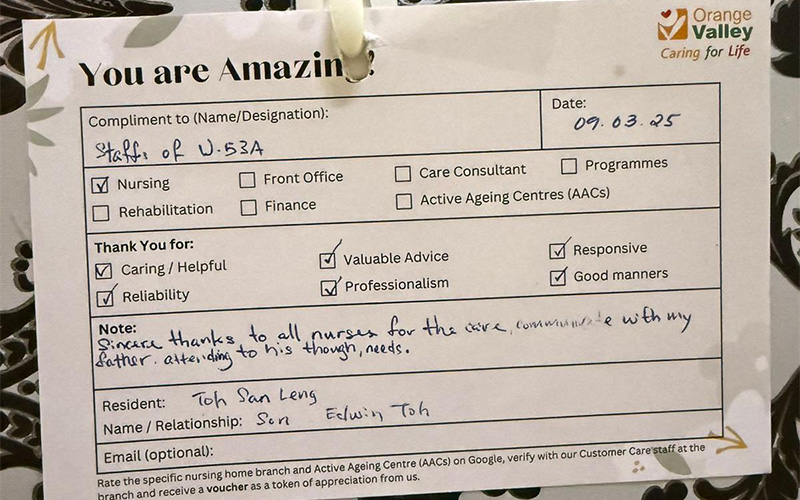 Orange
Valley
Caring for Life
You are Amazing!
Compliment to (Name/Designation):
Staffs of U-53A
Date:
09.03.25
Nursing
Front Office
Care Consultant
Programmes
Rehabilitation
Finance
Active Ageing Centres (AACs)
Thank You for:
Caring / Helpful
Valuable Advice
Responsive
Reliability
Professionalism
Good manners
Note:
Sincere thanks to all nurses for the care, communicate with my
father. attending to his though, needs.
Resident: Toh San Leng
Name / Relationship: Son Edwin Toh
Email (optional):
Rate the specific nursing home branch and Active Ageing Centre (AACs) on Google, verify with our Customer Care staff at the
branch and receive a voucher as a token of appreciation from us.